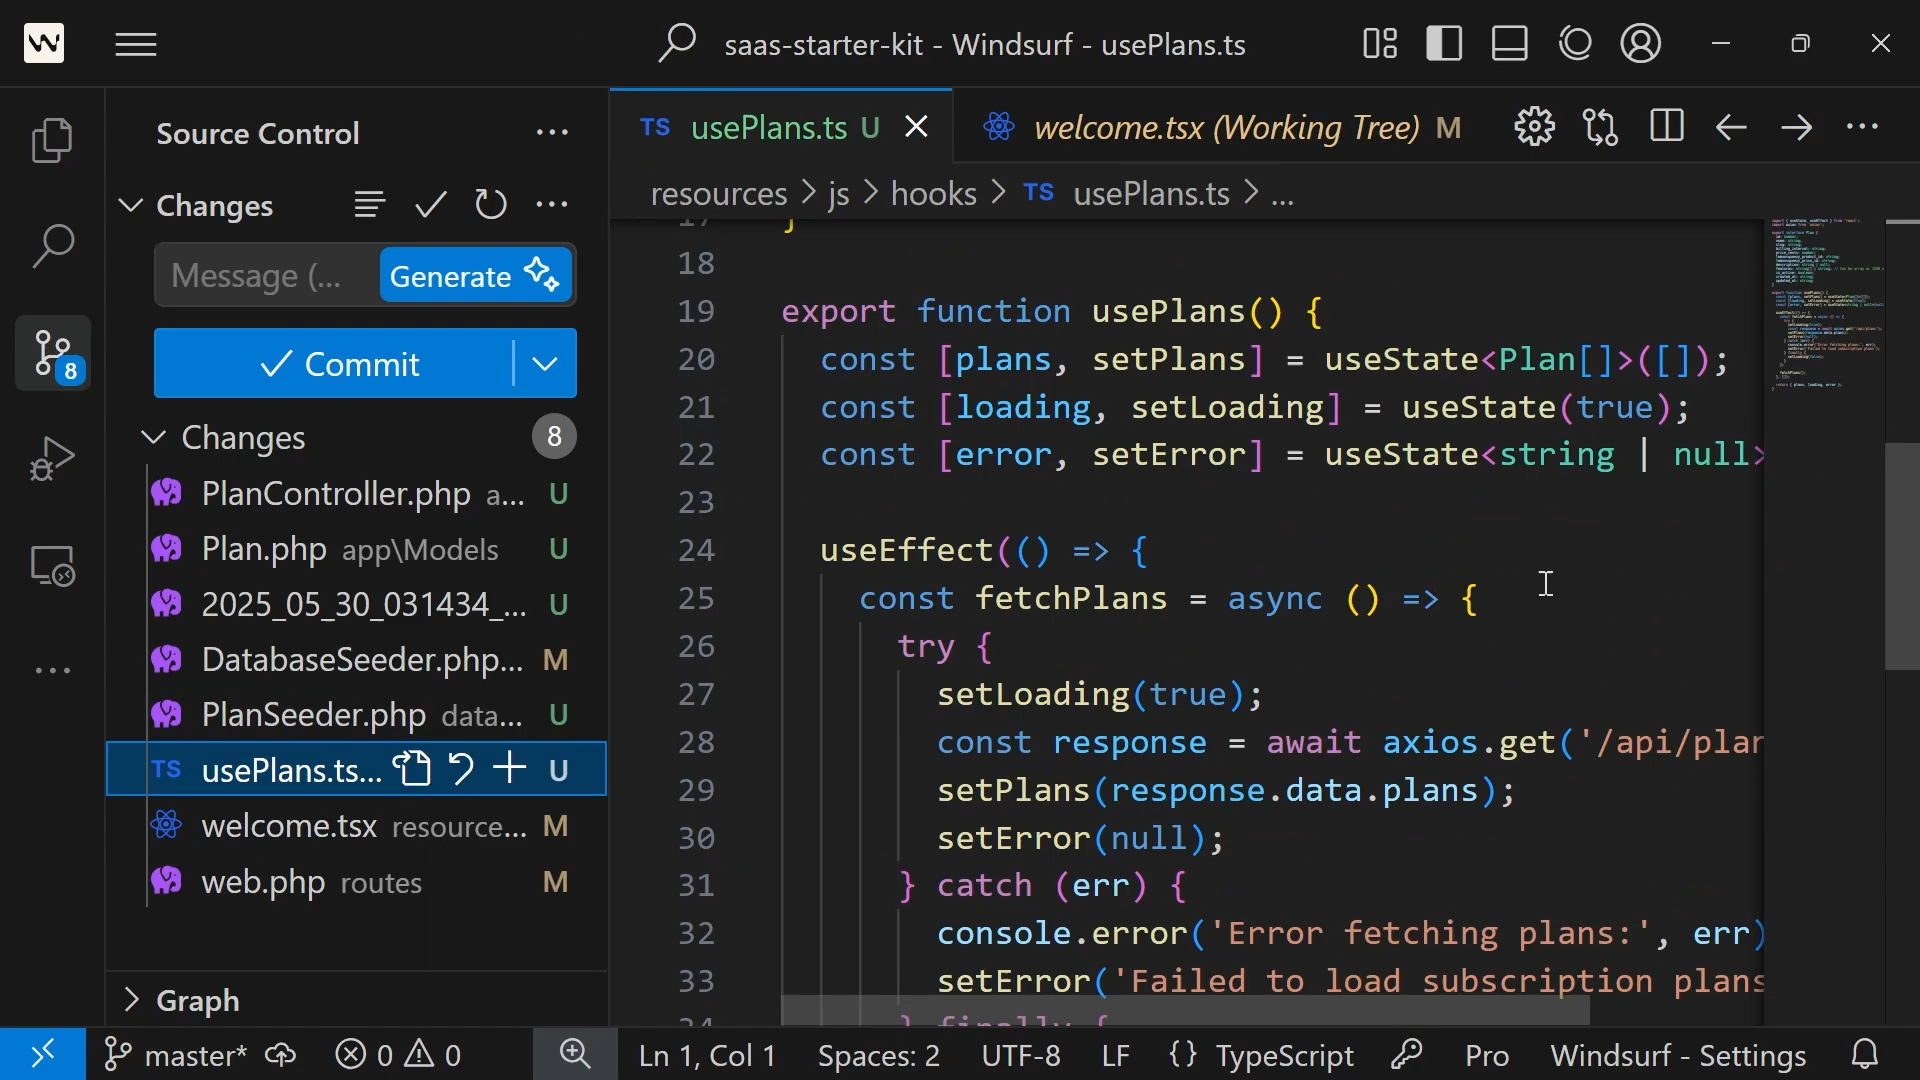 saas-starter-kit - Windsurf - usePlans.ts
Source Control
Changes
Message (...
Generate
Commit
Changes
8
PlanController.php a... U
Plan.php app\Models U
2025_05_30_031434_... U
DatabaseSeeder.php... M
PlanSeeder.php data... U
TS usePlans.ts... U
welcome.tsx resource... M
web.php routes M
Graph
8
TS usePlans.ts U
welcome.tsx (Working Tree) M
resources > js > hooks > TS usePlans.ts > ...
17 }
18
19 export function usePlans() {
20 const [plans, setPlans] = useState<Plan[]>([]);
21 const [loading, setLoading] = useState(true);
22 const [error, setError] = useState<string | null>
23
24 useEffect(() => {
25 const fetchPlans = async () => {
26 try {
27 setLoading(true);
28 const response = await axios.get('/api/plan
29 setPlans(response.data.plans);
30 setError(null);
31 } catch (err) {
32 console.error('Error fetching plans:', err)
33 setError('Failed to load subscription plans
34 } finally {
master* 0 0 Ln 1, Col 1 Spaces: 2 UTF-8 LF {} TypeScript Pro Windsurf - Settings